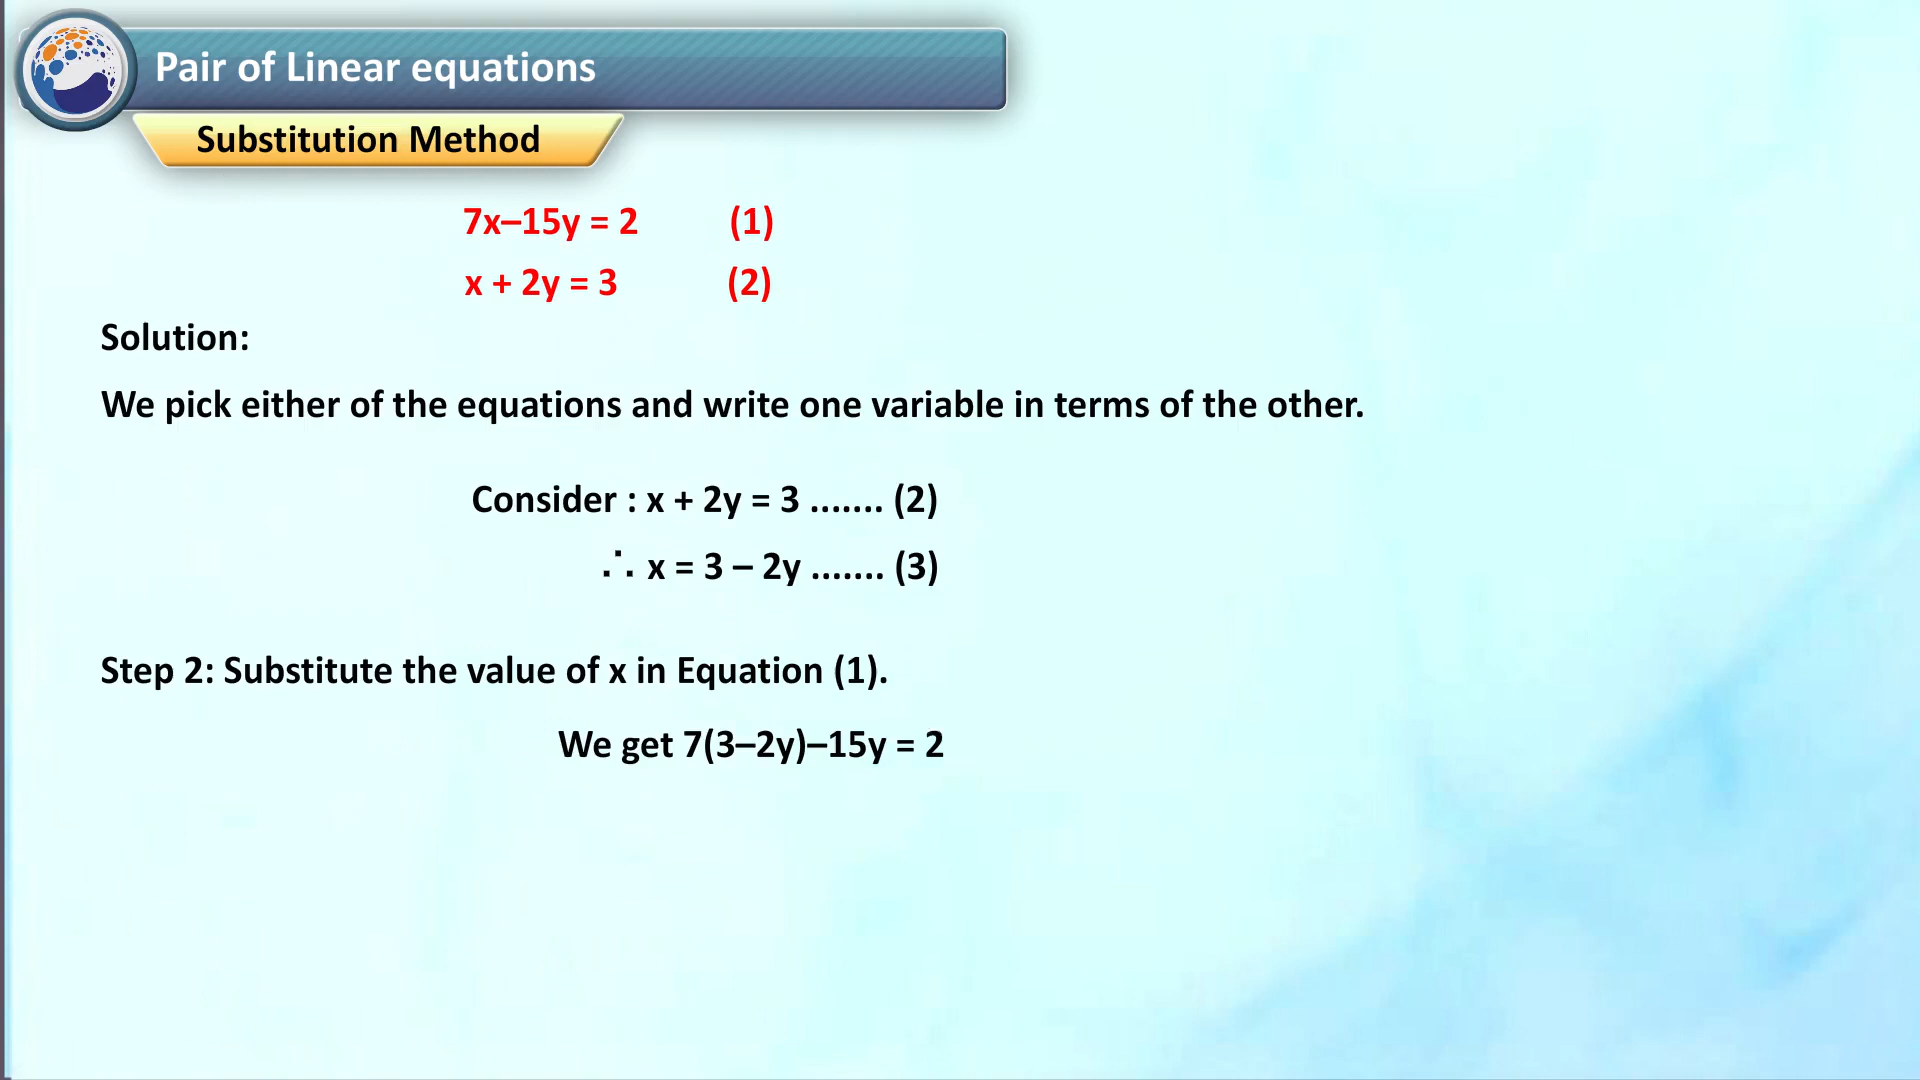 Pair of Linear equations
Substitution Method
7x–15y = 2 (1)
x + 2y = 3 (2)
Solution:
We pick either of the equations and write one variable in terms of the other.
Consider : x + 2y = 3 ....... (2)
∴ x = 3 – 2y ....... (3)
Step 2: Substitute the value of x in Equation (1).
We get 7(3–2y)–15y = 2